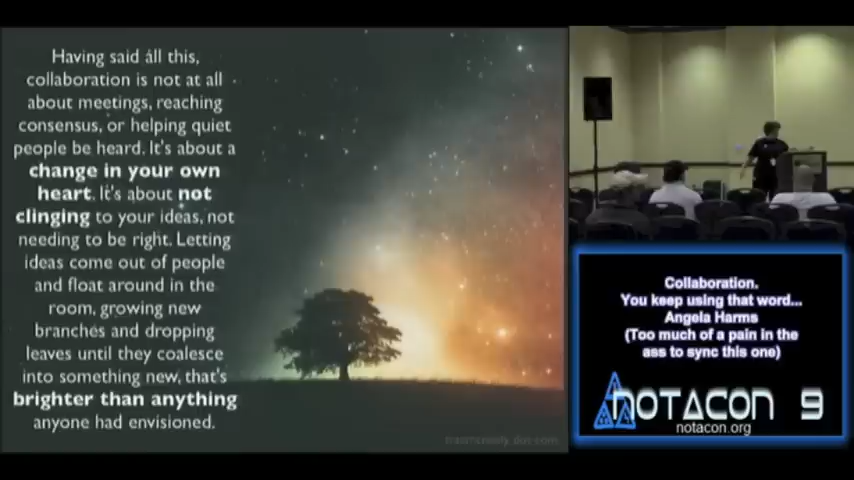 Having said all this,
collaboration is not at all
about meetings, reaching
consensus, or helping quiet
people be heard. It's about a
change in your own
heart. It's about not
clinging to your ideas, not
needing to be right. Letting
ideas come out of people
and float around in the
room, growing new
branches and dropping
leaves until they coalesce
into something new, that's
brighter than anything
anyone had envisioned.
Collaboration.
You keep using that word...
Angela Harms
(Too much of a pain in the
ass to sync this one)
NOTACON 9
notacon.org